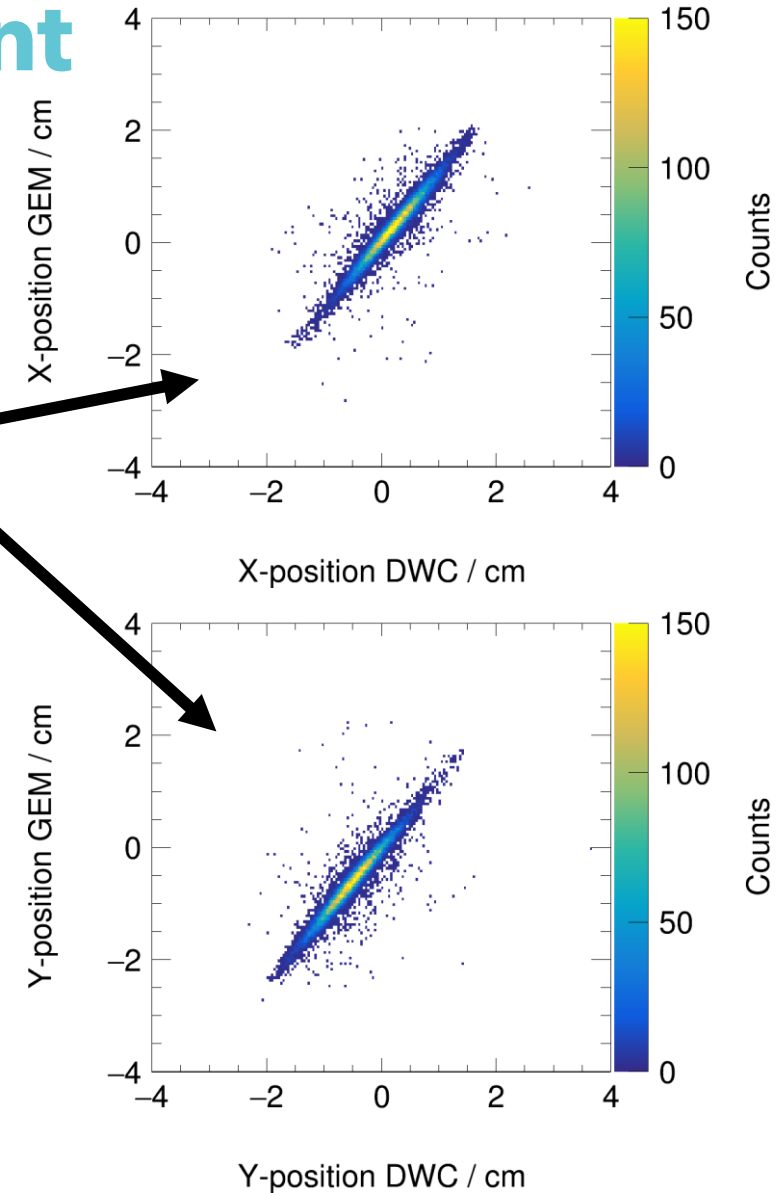 nt
4
2
0
−2
−4
X-position GEM / cm
−4 −2 0 2 4
X-position DWC / cm
150
100
50
0
Counts
4
2
0
−2
−4
Y-position GEM / cm
−4 −2 0 2 4
Y-position DWC / cm
150
100
50
0
Counts